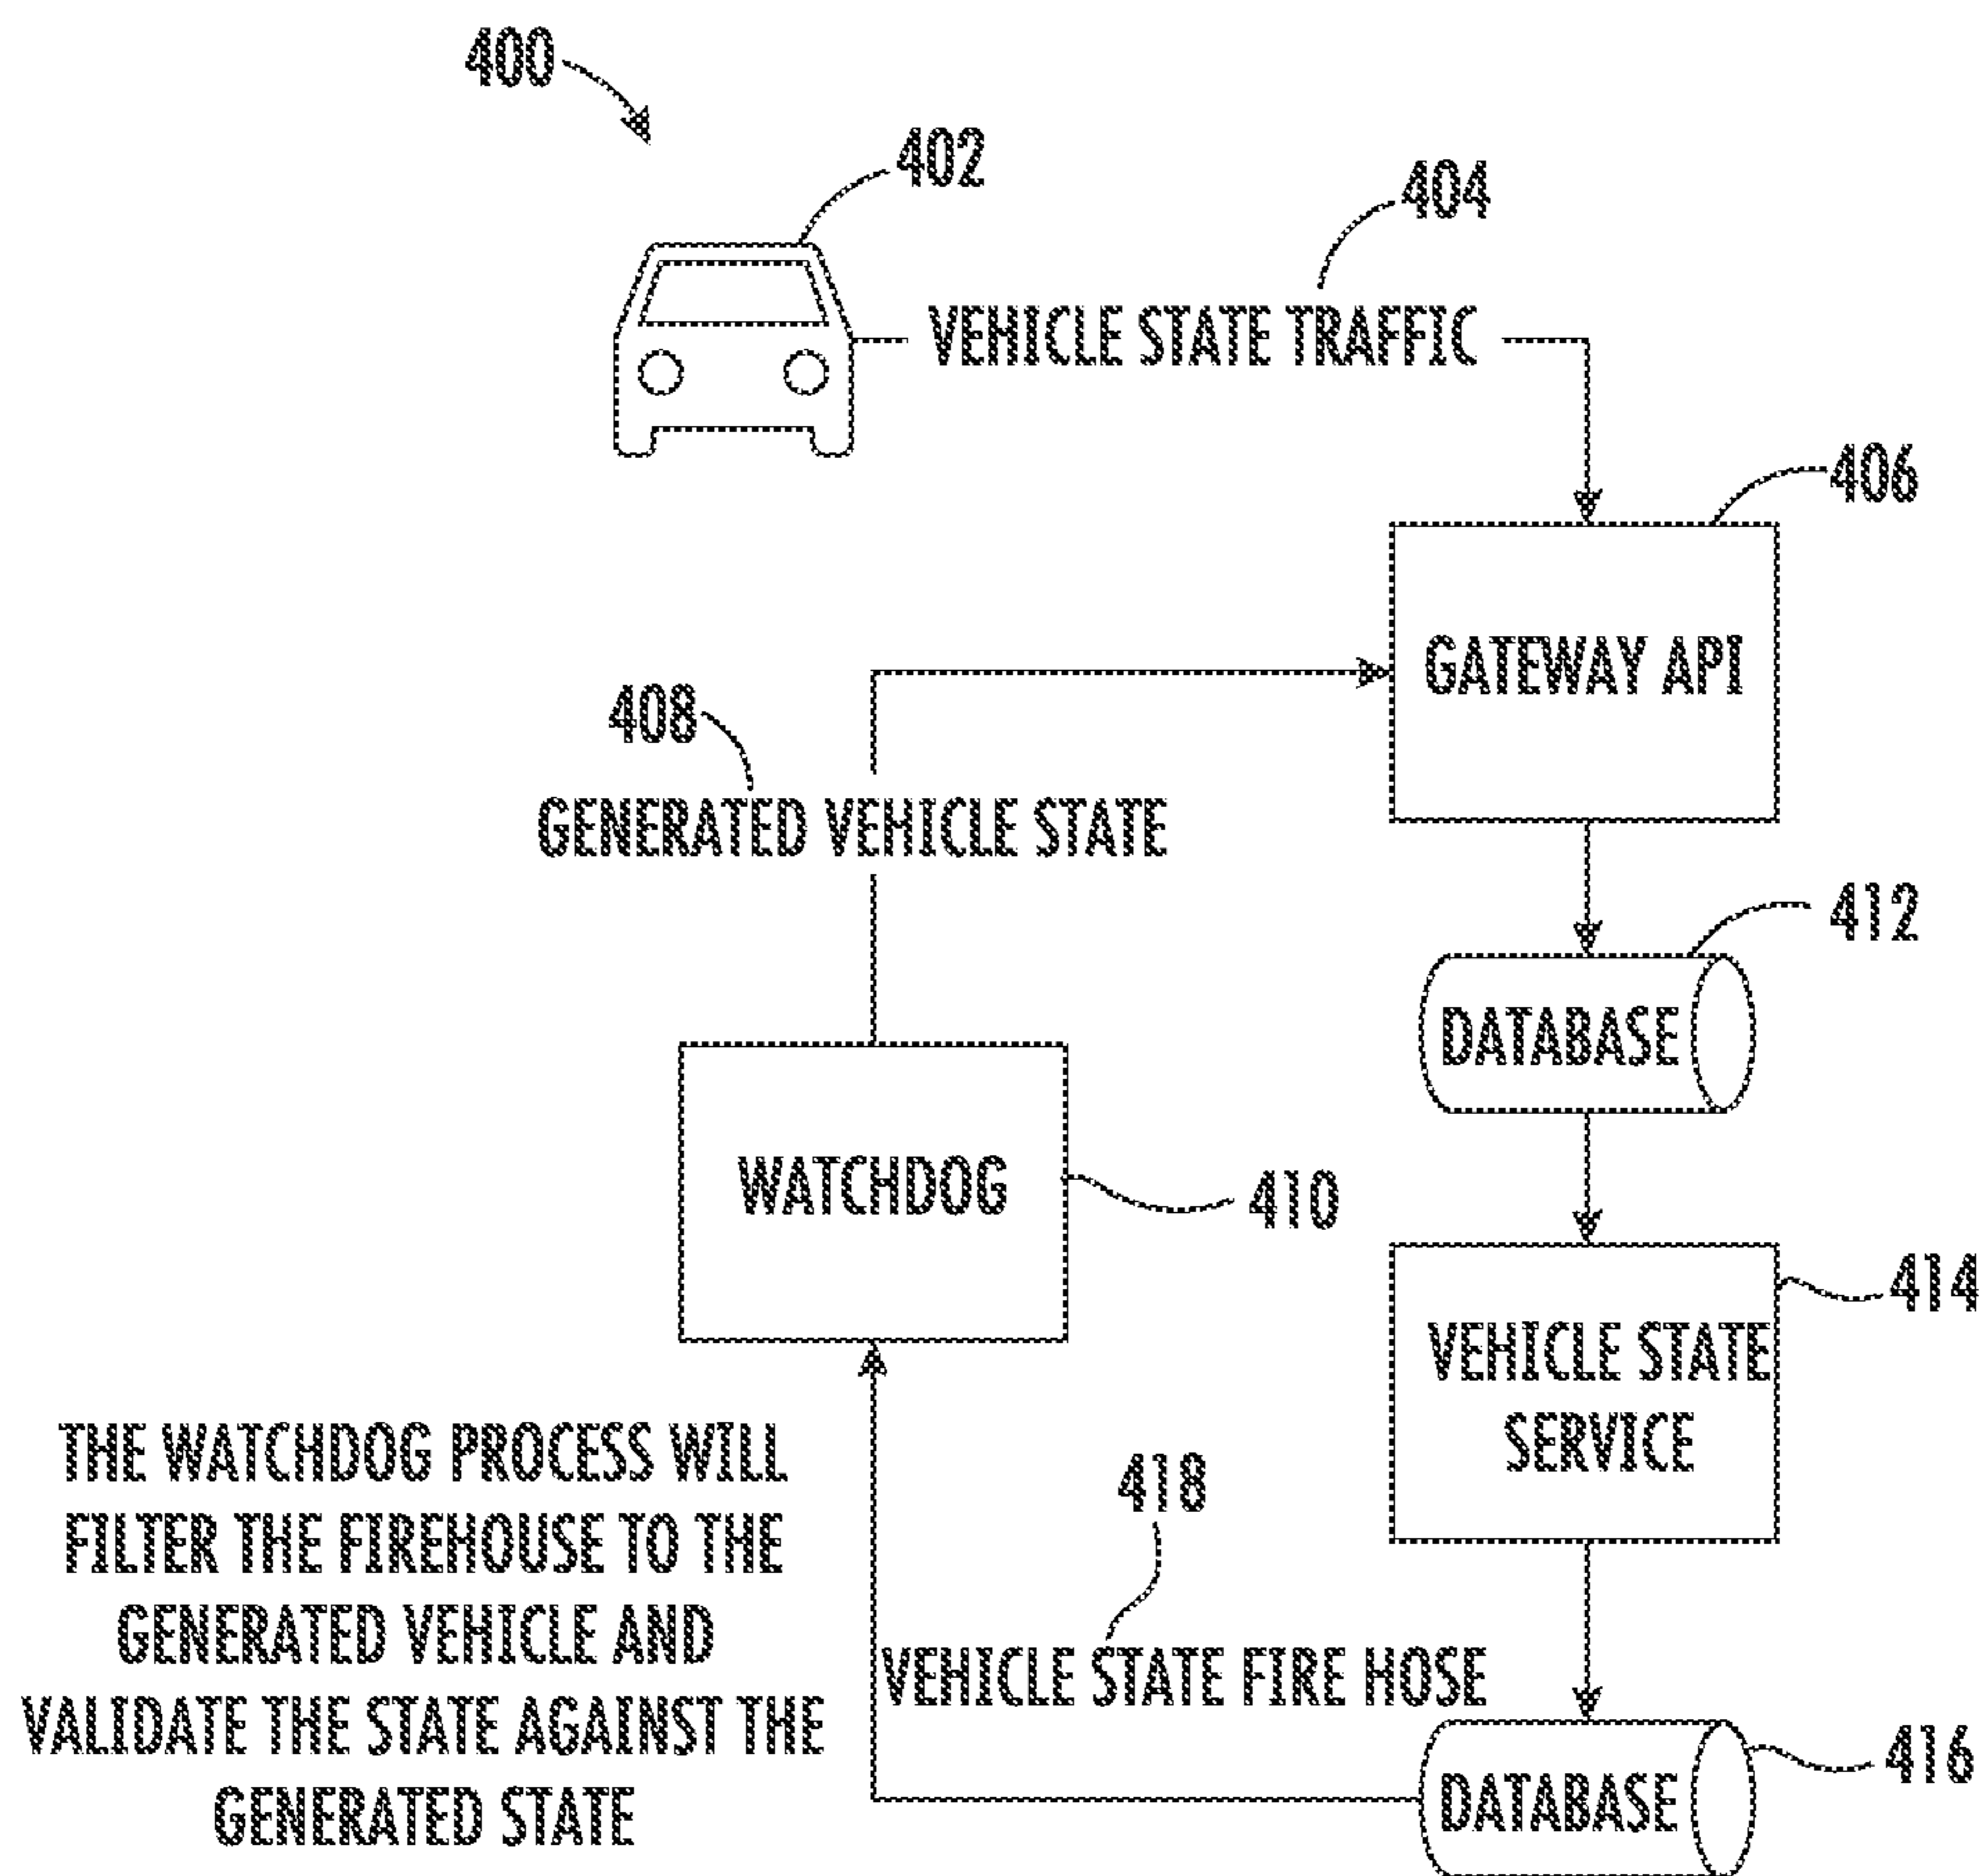 400
402
404
VEHICLE STATE TRAFFIC
406
GATEWAY API
408
GENERATED VEHICLE STATE
412
DATABASE
WATCHDOG
410
414
VEHICLE STATE
SERVICE
THE WATCHDOG PROCESS WILL
FILTER THE FIREHOUSE TO THE
GENERATED VEHICLE AND
VALIDATE THE STATE AGAINST THE
GENERATED STATE
418
VEHICLE STATE FIRE HOSE
416
DATABASE